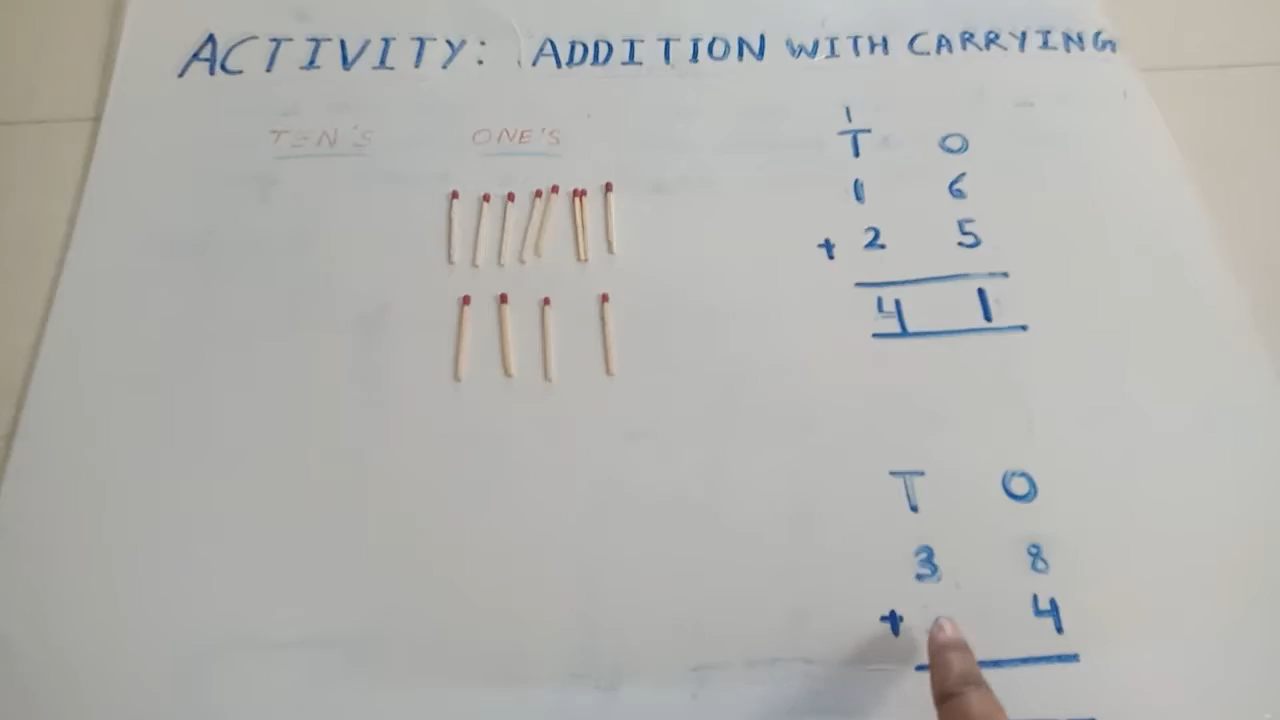 ACTIVITY: ADDITION WITH CARRYING
TEN'S ONE'S
1
T O
1 6
+ 2 5
4 1
T O
3 8
+ 4